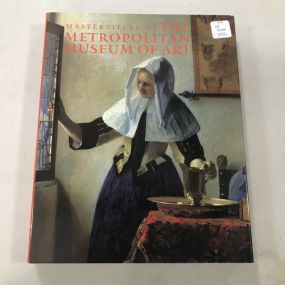 MASTERPIECES OF THE
METROPOLITAN
MUSEUM OF ART